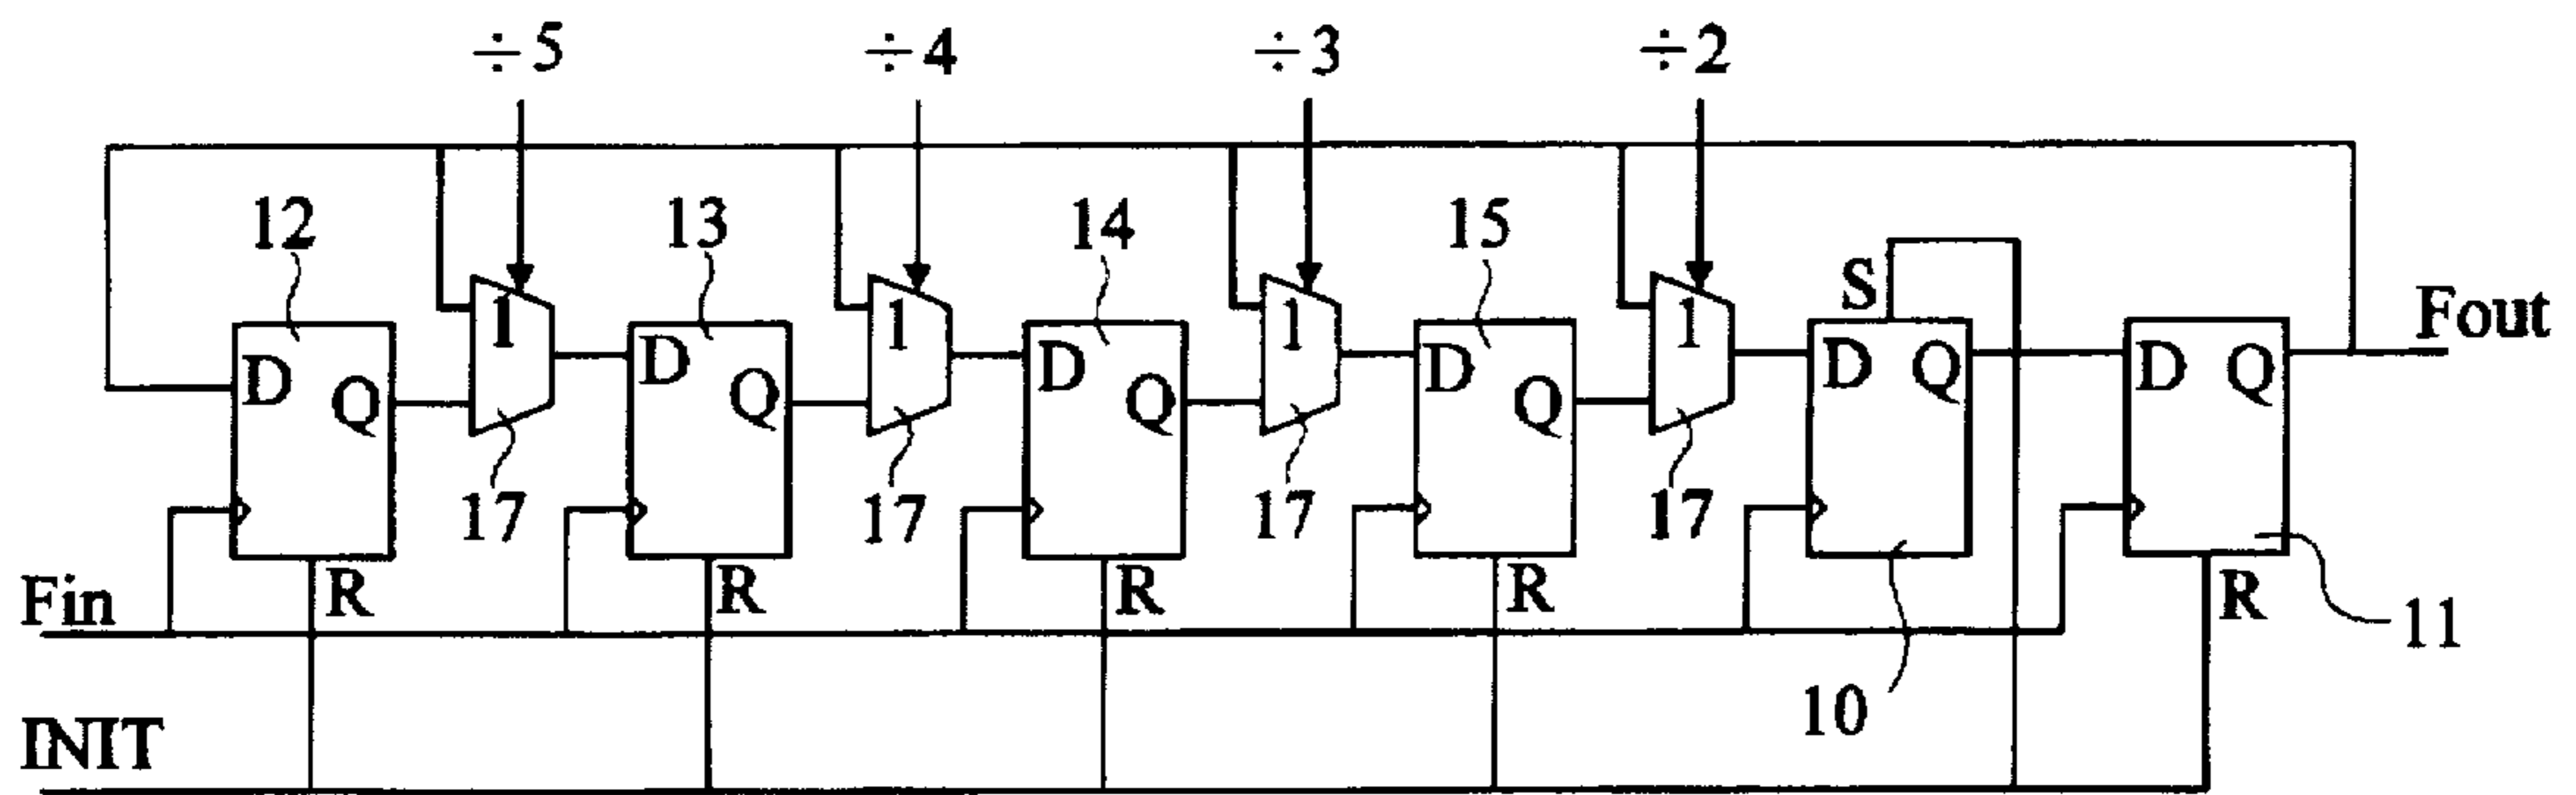 ÷5 ÷4 ÷3 ÷2
12 13 14 15
S
1 1 1 1
Fout
D Q D Q D Q D Q D Q D Q
17 17 17 17
Fin R R R R R
10 11
INIT